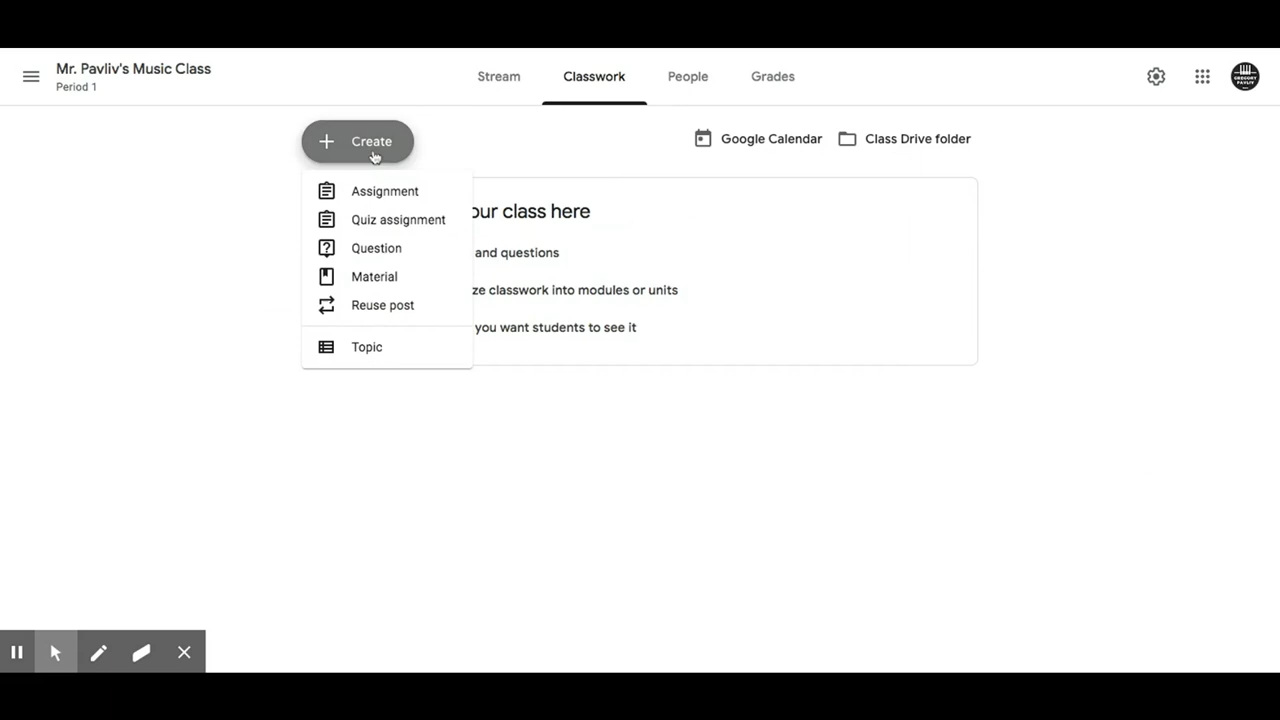 Mr. Pavliv's Music Class
Period 1
Stream
Classwork
People
Grades
GREGORY
PAVLIV
Create
Google Calendar
Class Drive folder
Assignment
Quiz assignment
Question
Material
Reuse post
Topic
our class here
and questions
ze classwork into modules or units
you want students to see it